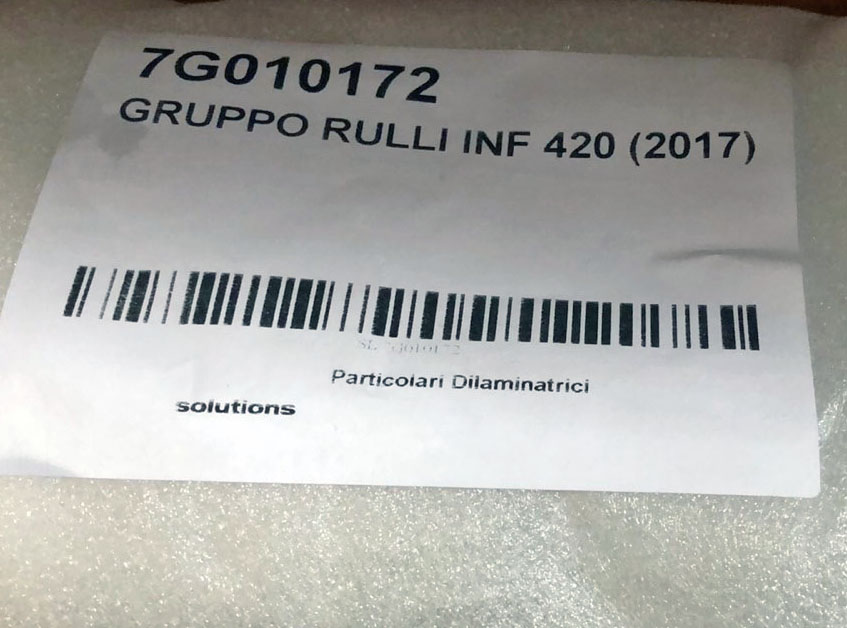 7G010172
GRUPPO RULLI INF 420 (2017)
Particolari Dilaminatrici
solutions